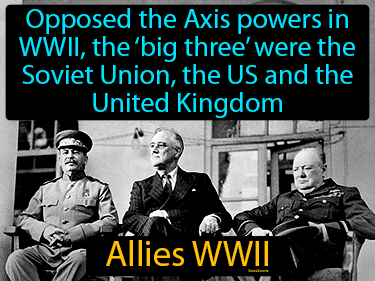 Opposed the Axis powers in
WWII, the ‘big three’ were the
Soviet Union, the US and the
United Kingdom
Allies WWII